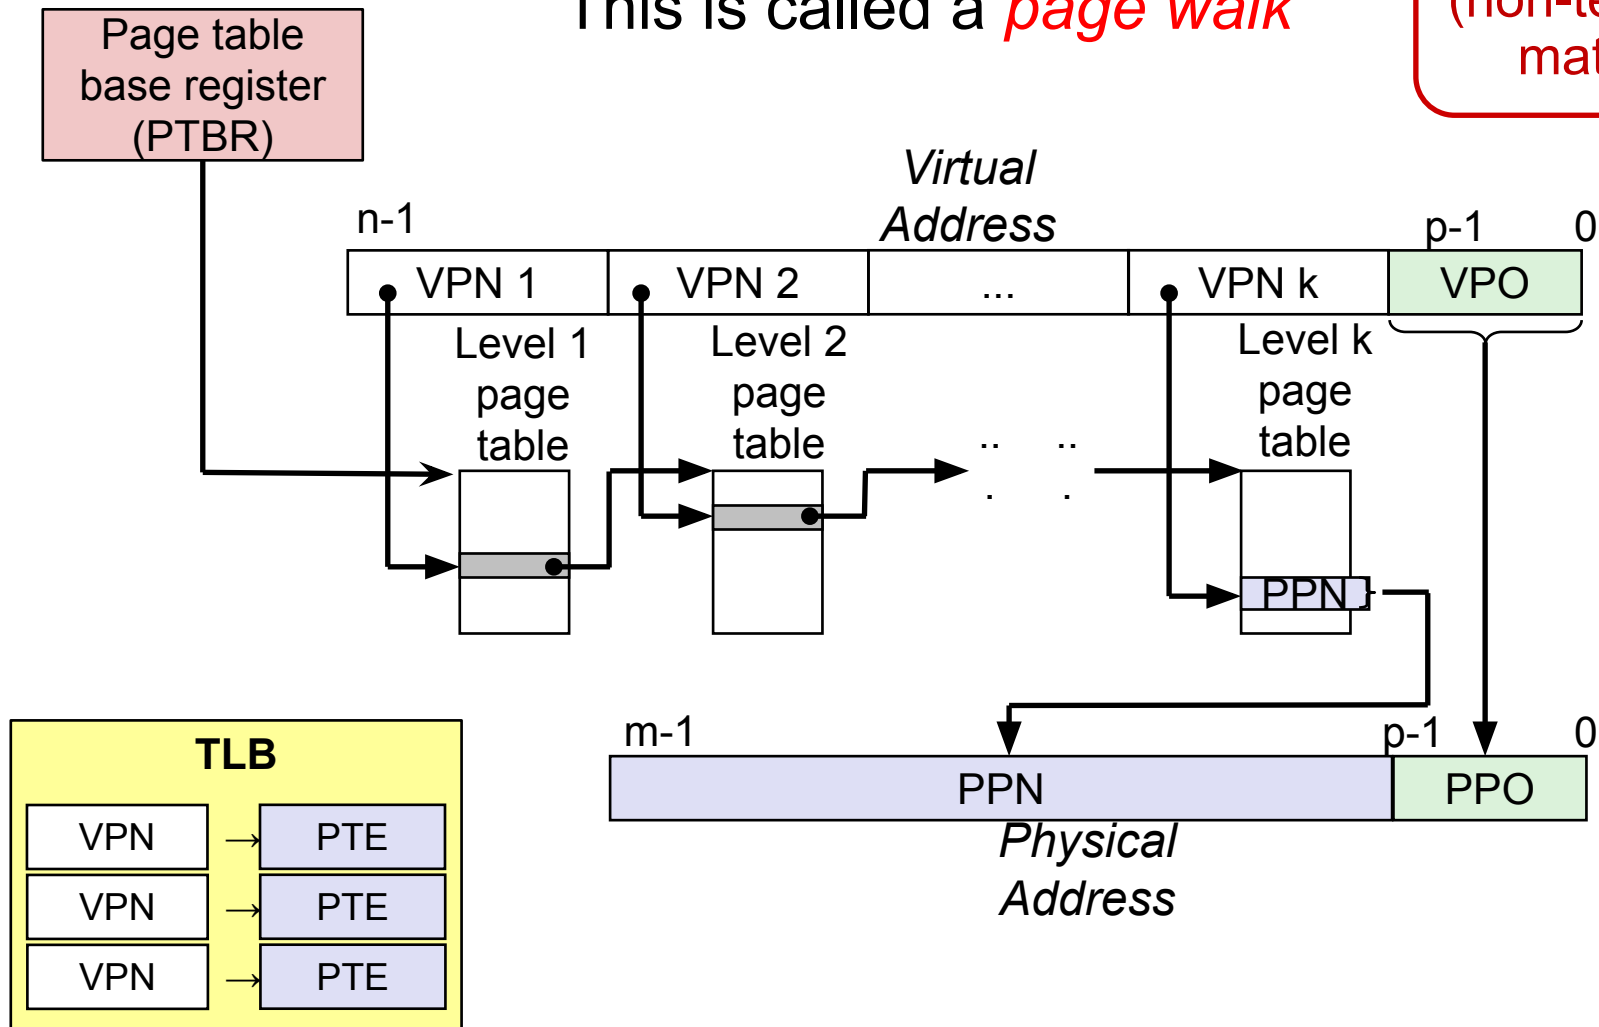 This is called a page walk
Page table
base register
(PTBR)
Virtual
Address
n-1
p-1
0
VPN 1
VPN 2
...
VPN k
VPO
Level 1
page
table
Level 2
page
table
Level k
page
table
PPN
m-1
p-1
0
PPN
PPO
Physical
Address
TLB
VPN → PTE
VPN → PTE
VPN → PTE